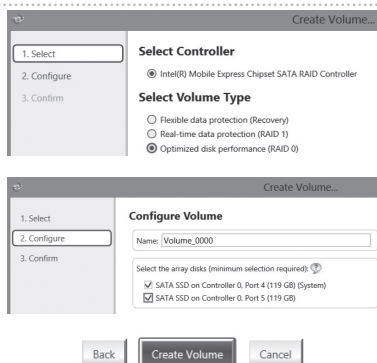 Create Volume...
1. Select
2. Configure
3. Confirm
Select Controller
Intel(R) Mobile Express Chipset SATA RAID Controller
Select Volume Type
Flexible data protection (Recovery)
Real-time data protection (RAID 1)
Optimized disk performance (RAID 0)
Create Volume...
1. Select
2. Configure
3. Confirm
Configure Volume
Name: Volume_0000
Select the array disks (minimum selection required):
SATA SSD on Controller 0, Port 4 (119 GB) (System)
SATA SSD on Controller 0, Port 5 (119 GB)
Back
Create Volume
Cancel